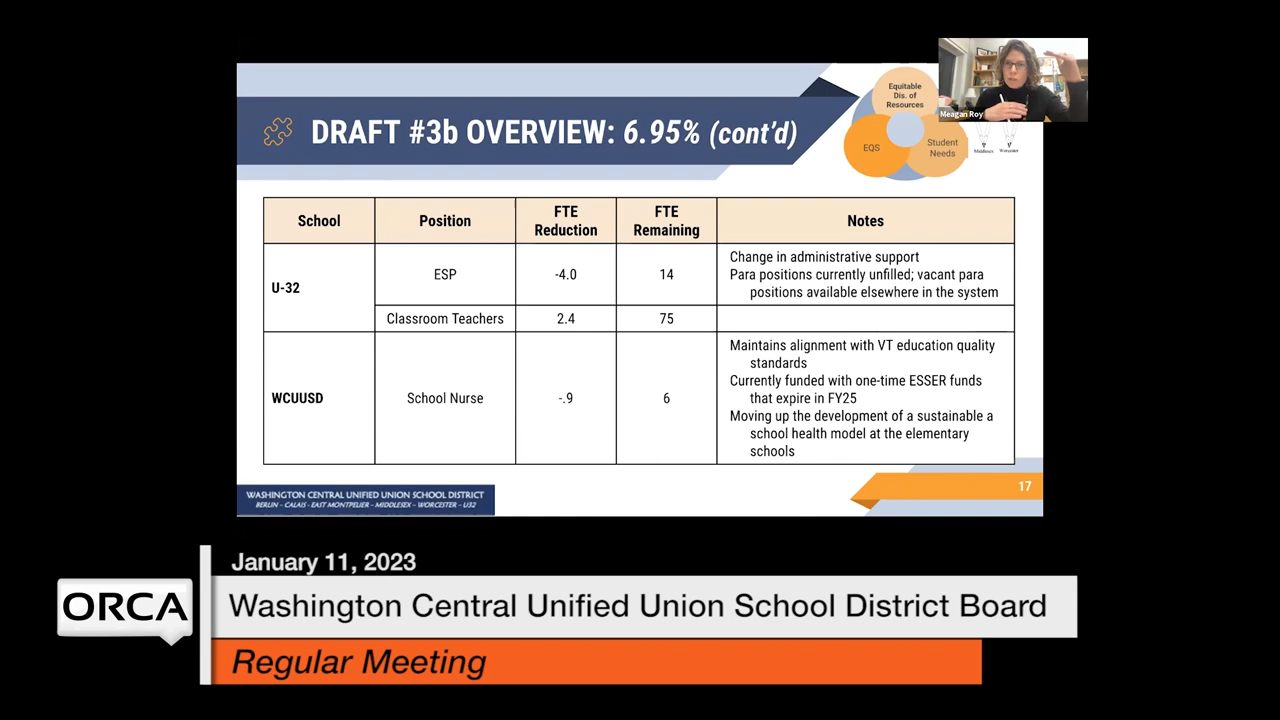 Equitable
Dis. of
Resources
EQS
Student
Needs
Meagan Roy
Middlesex
Worcester
DRAFT #3b OVERVIEW: 6.95% (cont'd)
School
Position
FTE
Reduction
FTE
Remaining
Notes
U-32
ESP
-4.0
14
Change in administrative support
Para positions currently unfilled; vacant para
positions available elsewhere in the system
Classroom Teachers
2.4
75
WCUUSD
School Nurse
-.9
6
Maintains alignment with VT education quality
standards
Currently funded with one-time ESSER funds
that expire in FY25
Moving up the development of a sustainable a
school health model at the elementary
schools
17
WASHINGTON CENTRAL UNIFIED UNION SCHOOL DISTRICT
BERLIN - CALAIS - EAST MONTPELIER - MIDDLESEX - WORCESTER - U32
January 11, 2023
ORCA
Washington Central Unified Union School District Board
Regular Meeting